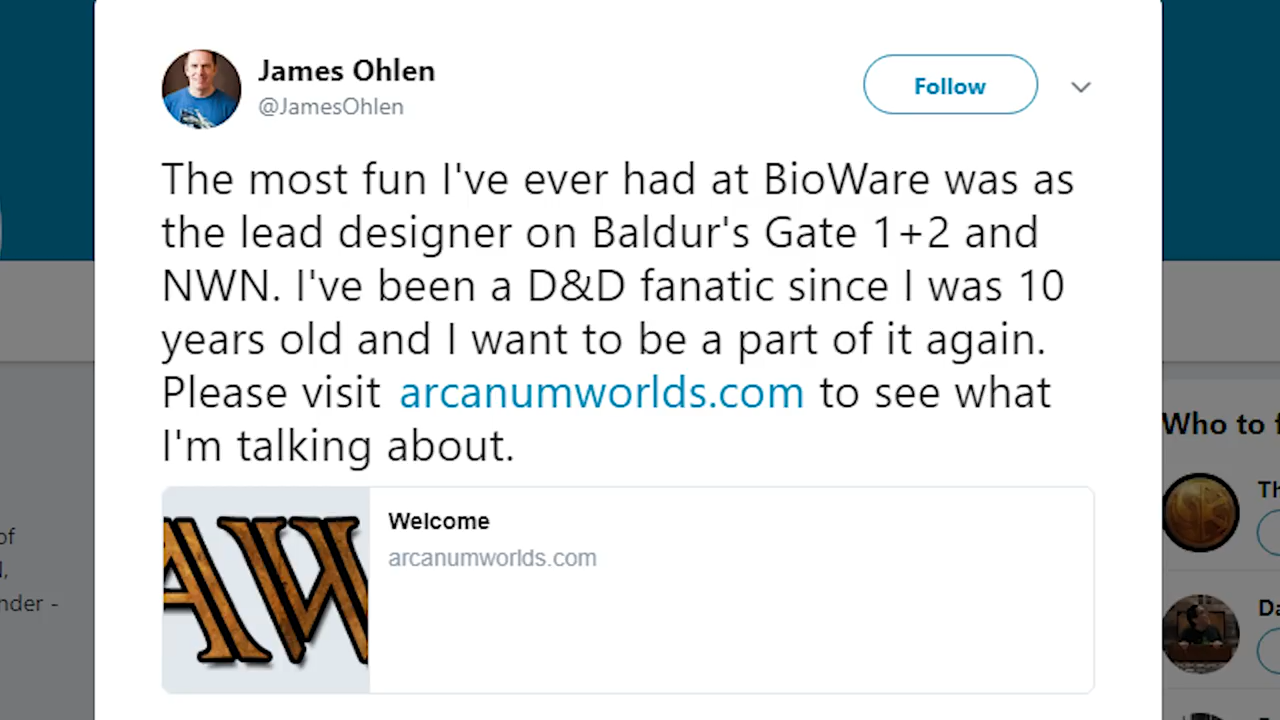 James Ohlen
@JamesOhlen
Follow
The most fun I've ever had at BioWare was as
the lead designer on Baldur's Gate 1+2 and
NWN. I've been a D&D fanatic since I was 10
years old and I want to be a part of it again.
Please visit arcanumworlds.com to see what
I'm talking about.
AW
Welcome
arcanumworlds.com
of
nder -
Who to
Th
Da